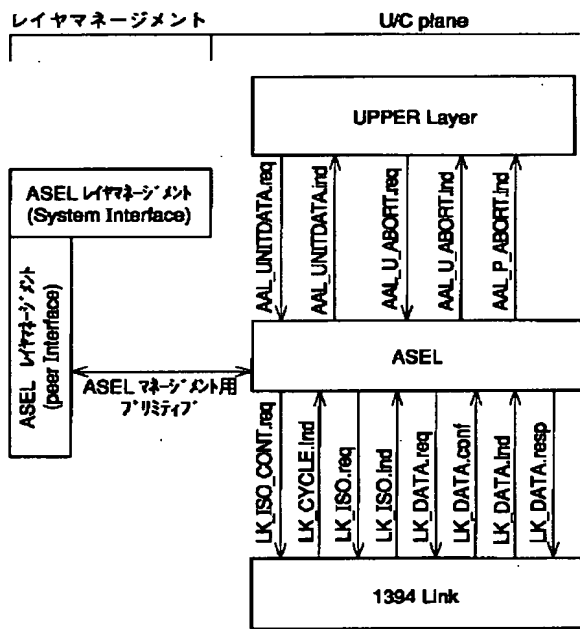 レイヤマネージメント
U/C plane
UPPER Layer
AAL_UNITDATA.req
AAL_UNITDATA.ind
AAL_U_ABORT.req
AAL_U_ABORT.ind
AAL_P_ABORT.ind
ASEL レイヤマネージメント
(System Interface)
ASEL レイヤマネージメント
(peer Interface)
ASEL
ASEL マネージメント用
プリミティブ
LK_ISO_CONT.req
LK_CYCLE.ind
LK_ISO.req
LK_ISO.ind
LK_DATA.req
LK_DATA.conf
LK_DATA.ind
LK_DATA.resp
1394 Link